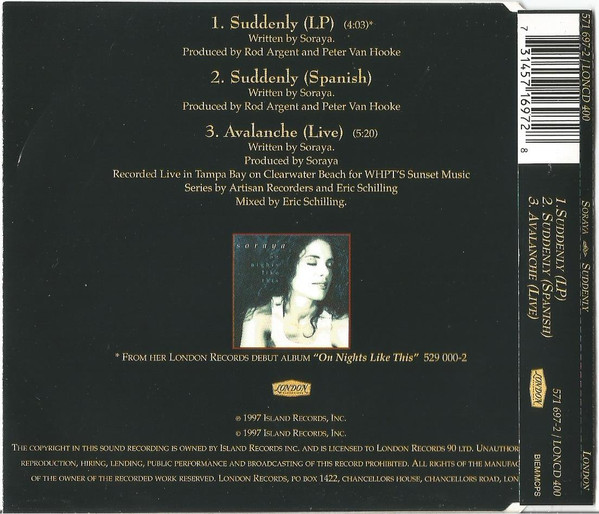 1. Suddenly (LP) (4:03)*
Written by Soraya.
Produced by Rod Argent and Peter Van Hooke
2. Suddenly (Spanish)
Written by Soraya.
Produced by Rod Argent and Peter Van Hooke
3. Avalanche (Live) (5:20)
Written by Soraya.
Produced by Soraya
Recorded Live in Tampa Bay on Clearwater Beach for WHPT'S Sunset Music
Series by Artisan Recorders and Eric Schilling
Mixed by Eric Schilling.
soraya
on
nights
like
this
* FROM HER LONDON RECORDS DEBUT ALBUM "On Nights Like This" 529 000-2
LONDON
℗ 1997 ISLAND RECORDS, INC.
© 1997 ISLAND RECORDS, INC.
THE COPYRIGHT IN THIS SOUND RECORDING IS OWNED BY ISLAND RECORDS INC. AND IS LICENSED TO LONDON RECORDS 90 LTD. UNAUTHOR
REPRODUCTION, HIRING, LENDING, PUBLIC PERFORMANCE AND BROADCASTING OF THIS RECORD PROHIBITED. ALL RIGHTS OF THE MANUFAC
OF THE OWNER OF THE RECORDED WORK RESERVED. LONDON RECORDS, PO BOX 1422, CHANCELLORS HOUSE, CHANCELLORS ROAD, LON
7 31457 16972 8
571 697-2 / LONCD 400
SORAYA SUDDENLY
1. SUDDENLY (LP)
2. SUDDENLY (SPANISH)
3. AVALANCHE (LIVE)
LONDON
571 697-2 / LONCD 400
BIEM/MCPS
LONDON